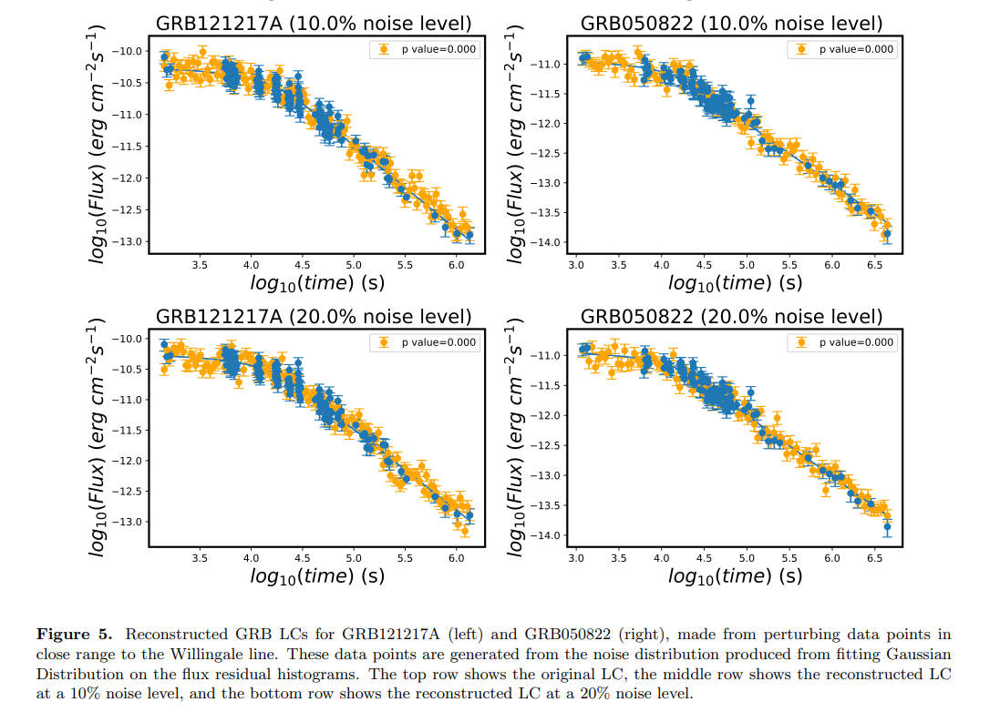 GRB121217A (10.0% noise level)
GRB050822 (10.0% noise level)
p value=0.000
p value=0.000
log10(Flux) (erg cm−2s−1)
−10.0
−10.5
−11.0
−11.5
−12.0
−12.5
−13.0
3.5 4.0 4.5 5.0 5.5 6.0
log10(time) (s)
log10(Flux) (erg cm−2s−1)
−11.0
−11.5
−12.0
−12.5
−13.0
−13.5
−14.0
3.0 3.5 4.0 4.5 5.0 5.5 6.0 6.5
log10(time) (s)
GRB121217A (20.0% noise level)
GRB050822 (20.0% noise level)
p value=0.000
p value=0.000
log10(Flux) (erg cm−2s−1)
−10.0
−10.5
−11.0
−11.5
−12.0
−12.5
−13.0
3.5 4.0 4.5 5.0 5.5 6.0
log10(time) (s)
log10(Flux) (erg cm−2s−1)
−11.0
−11.5
−12.0
−12.5
−13.0
−13.5
−14.0
3.0 3.5 4.0 4.5 5.0 5.5 6.0 6.5
log10(time) (s)
Figure 5. Reconstructed GRB LCs for GRB121217A (left) and GRB050822 (right), made from perturbing data points in
close range to the Willingale line. These data points are generated from the noise distribution produced from fitting Gaussian
Distribution on the flux residual histograms. The top row shows the original LC, the middle row shows the reconstructed LC
at a 10% noise level, and the bottom row shows the reconstructed LC at a 20% noise level.